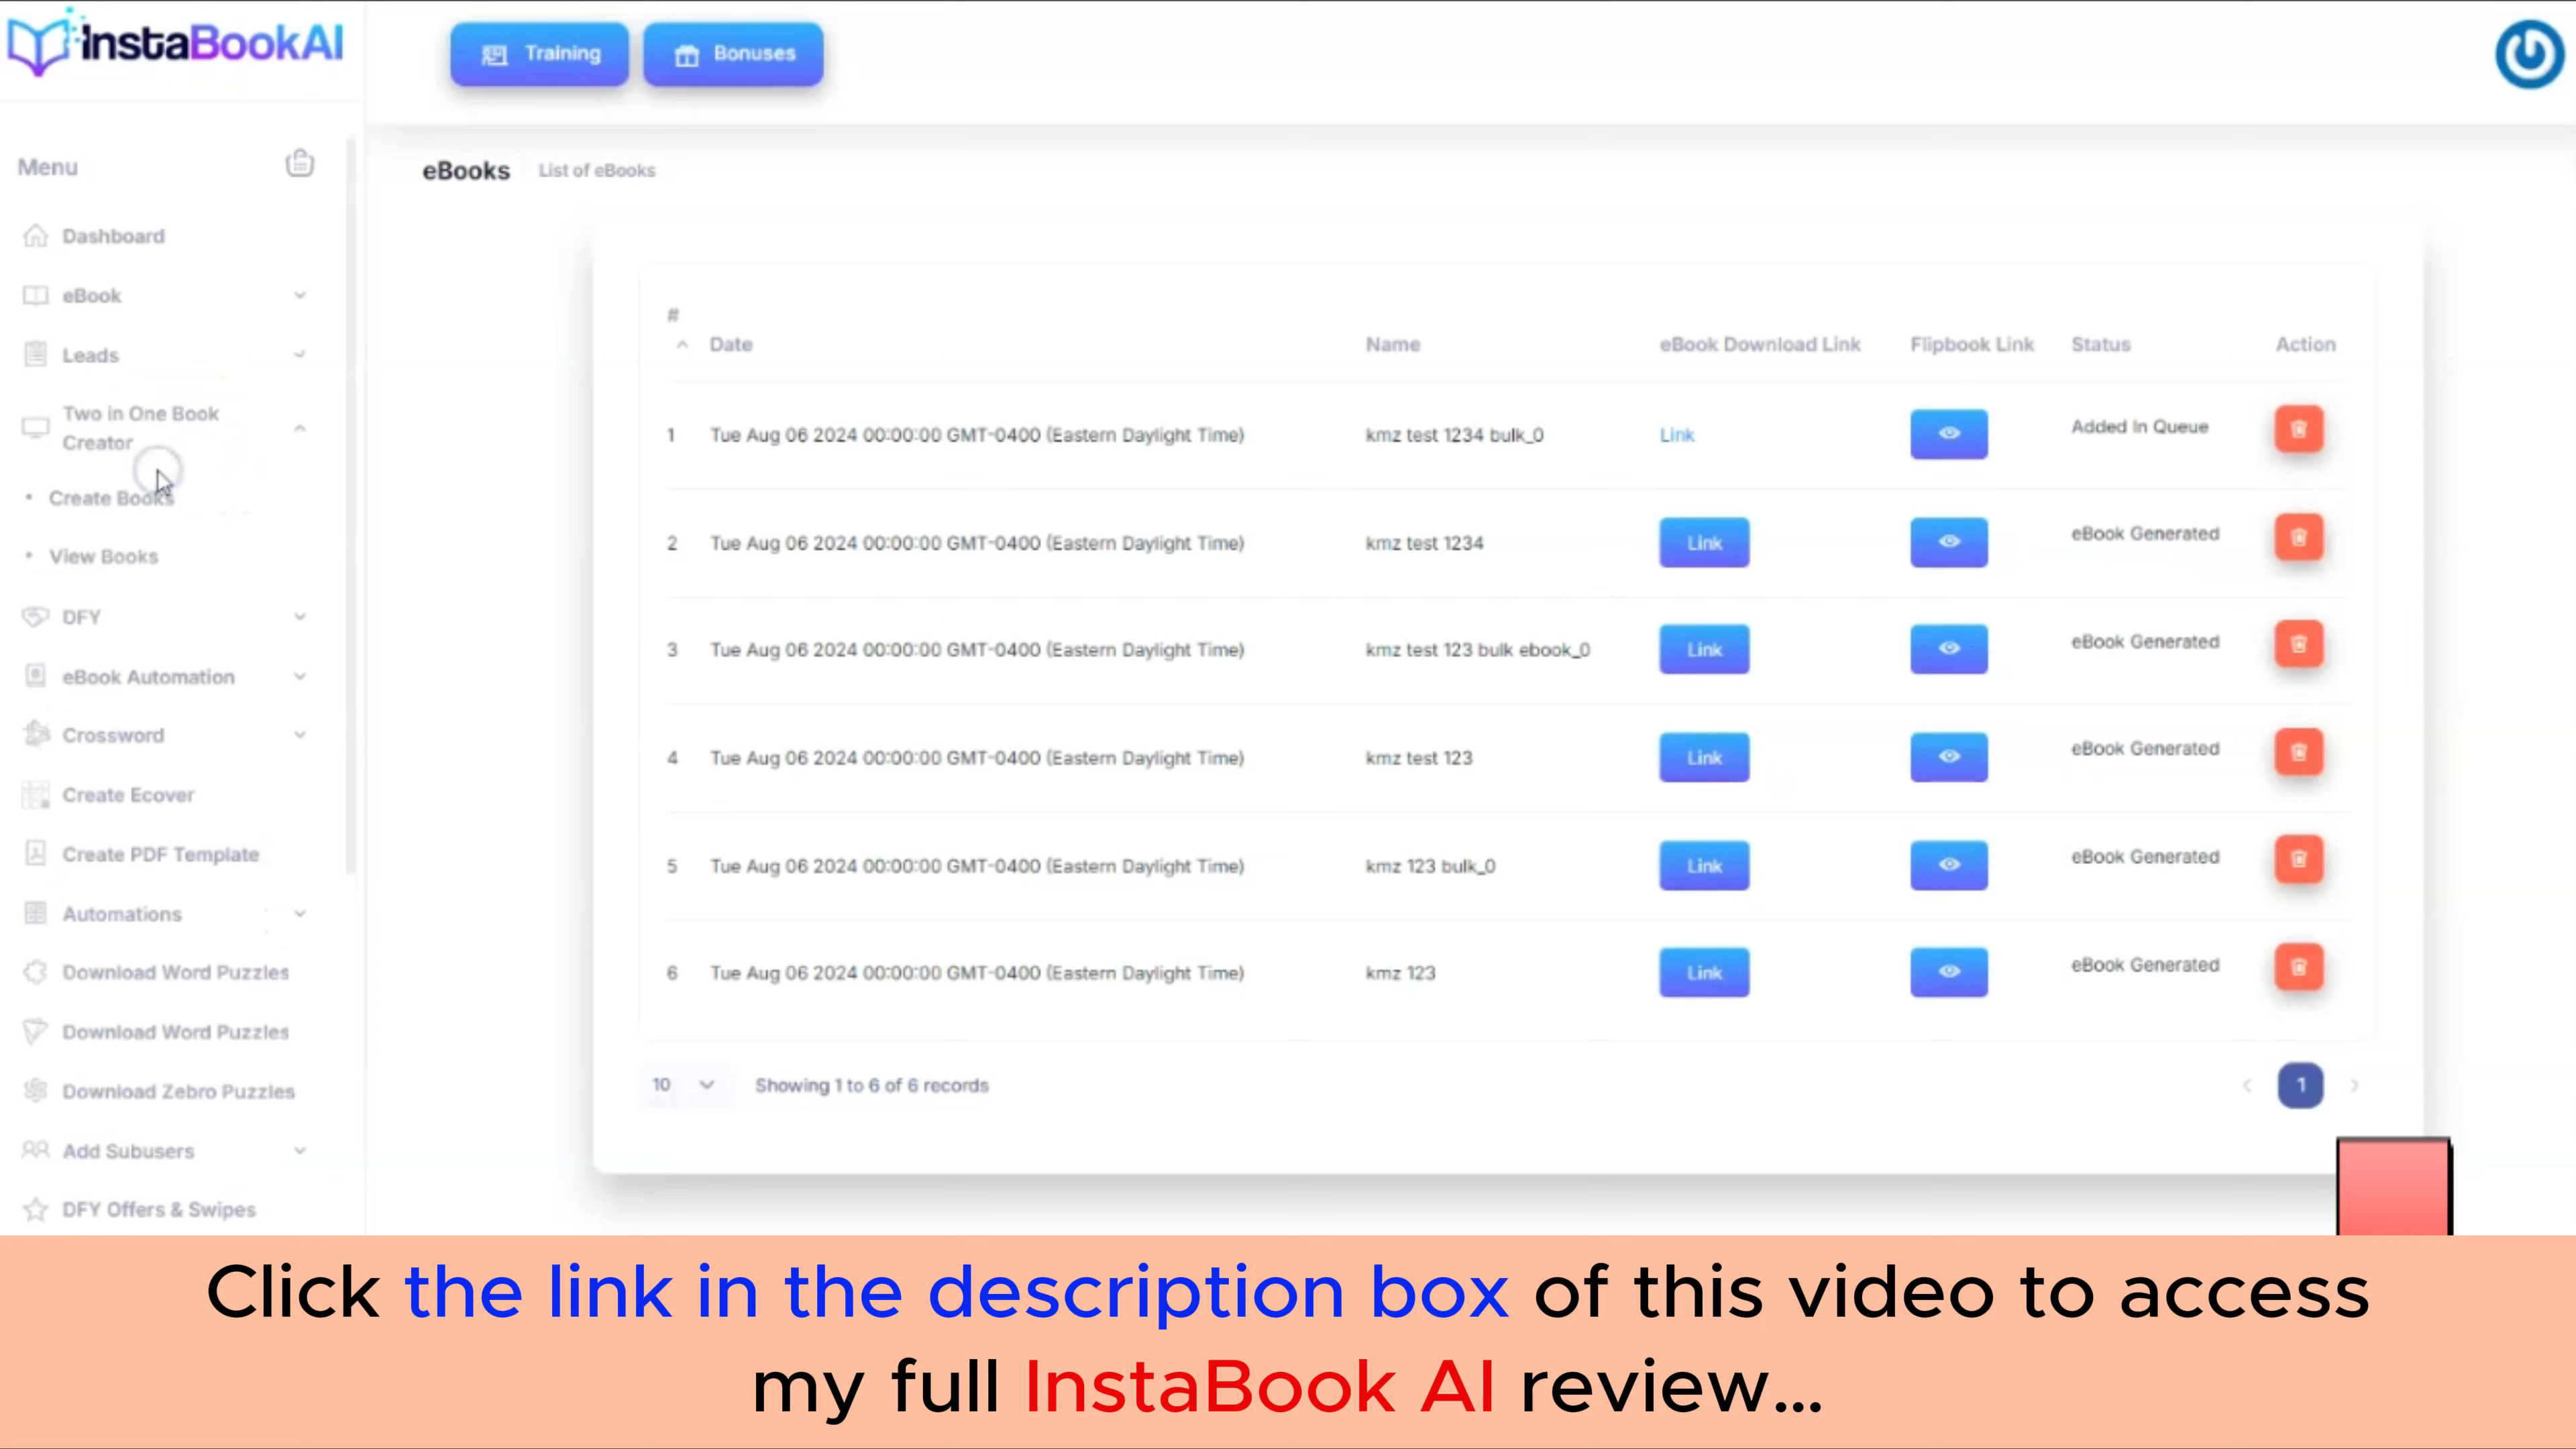 InstaBookAI
Training
Bonuses
Menu
Dashboard
eBook
Leads
Two in One Book
Creator
Create Books
View Books
DFY
eBook Automation
Crossword
Create Ecover
Create PDF Template
Automations
Download Word Puzzles
Download Word Puzzles
Download Zebro Puzzles
Add Subusers
DFY Offers & Swipes
eBooks List of eBooks
#
Date Name eBook Download Link Flipbook Link Status Action
1 Tue Aug 06 2024 00:00:00 GMT-0400 (Eastern Daylight Time) kmz test 1234 bulk_0 Link Added In Queue
2 Tue Aug 06 2024 00:00:00 GMT-0400 (Eastern Daylight Time) kmz test 1234 Link eBook Generated
3 Tue Aug 06 2024 00:00:00 GMT-0400 (Eastern Daylight Time) kmz test 123 bulk ebook_0 Link eBook Generated
4 Tue Aug 06 2024 00:00:00 GMT-0400 (Eastern Daylight Time) kmz test 123 Link eBook Generated
5 Tue Aug 06 2024 00:00:00 GMT-0400 (Eastern Daylight Time) kmz 123 bulk_0 Link eBook Generated
6 Tue Aug 06 2024 00:00:00 GMT-0400 (Eastern Daylight Time) kmz 123 Link eBook Generated
10 Showing 1 to 6 of 6 records 1
Click the link in the description box of this video to access
my full InstaBook AI review...